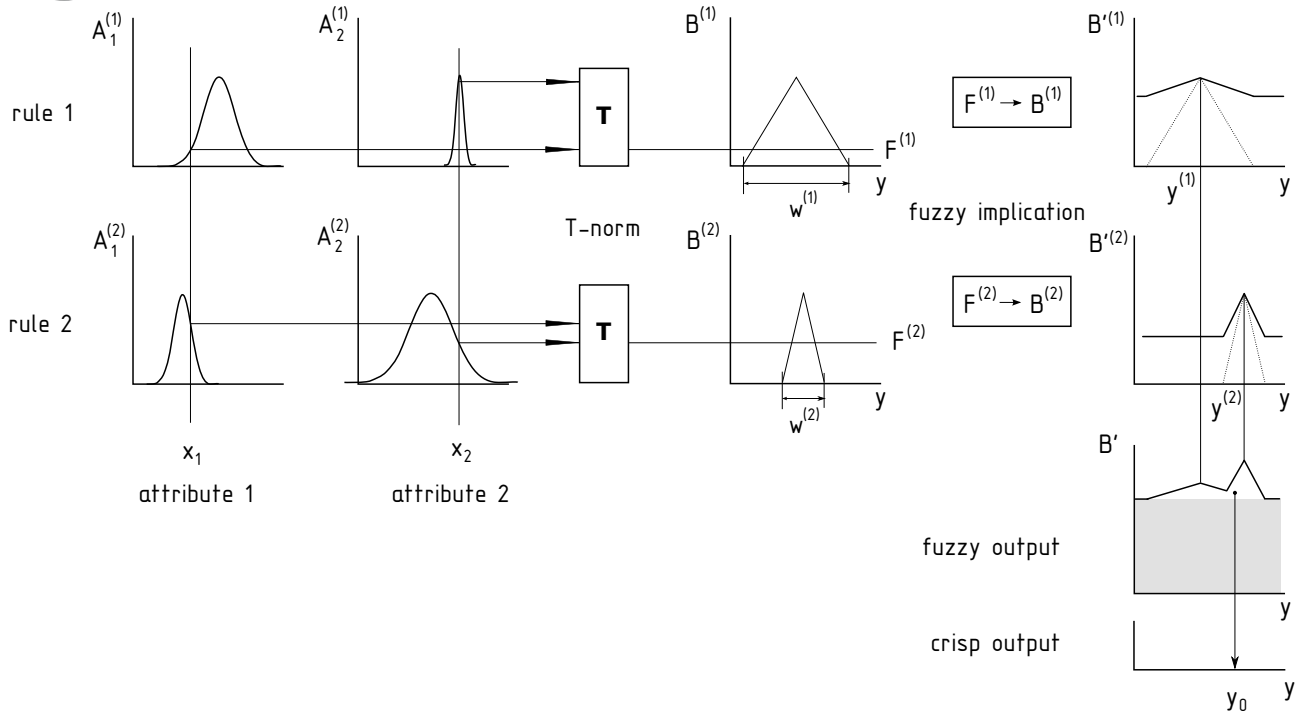 A₁⁽¹⁾ A₂⁽¹⁾ B⁽¹⁾ B'⁽¹⁾
rule 1 T F⁽¹⁾ → B⁽¹⁾
F⁽¹⁾
y y⁽¹⁾ y
w⁽¹⁾ fuzzy implication
T-norm
A₁⁽²⁾ A₂⁽²⁾ B⁽²⁾ B'⁽²⁾
F⁽²⁾ → B⁽²⁾
rule 2 T F⁽²⁾
y y⁽²⁾ y
w⁽²⁾
x₁ x₂ B'
attribute 1 attribute 2
fuzzy output
y
crisp output
y
y₀